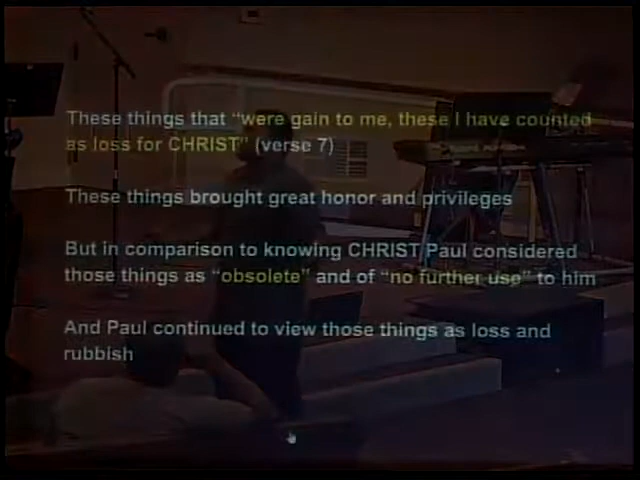 These things that “were gain to me, these I have counted
as loss for CHRIST” (verse 7)
These things brought great honor and privileges
But in comparison to knowing CHRIST Paul considered
those things as “obsolete” and of “no further use” to him
And Paul continued to view those things as loss and
rubbish